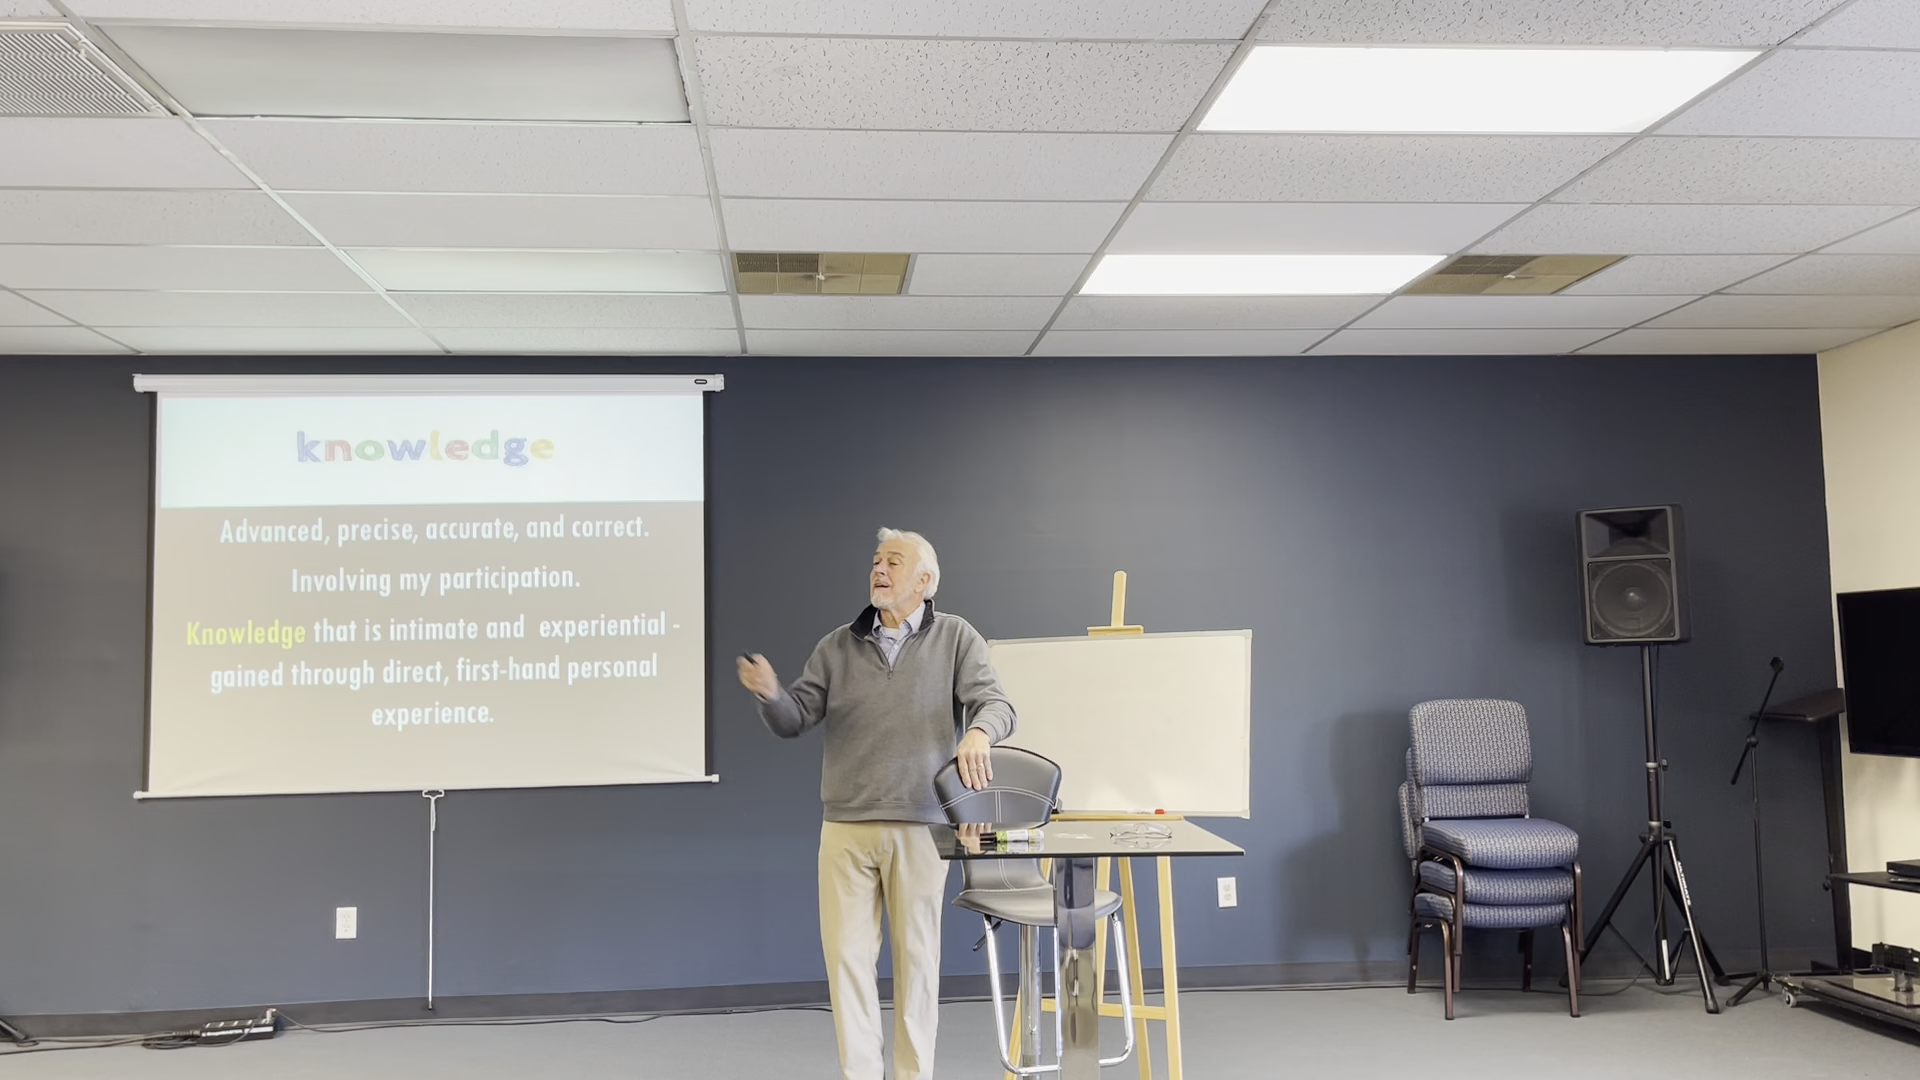 knowledge
Advanced, precise, accurate, and correct.
Involving my participation.
Knowledge that is intimate and experiential -
gained through direct, first-hand personal
experience.